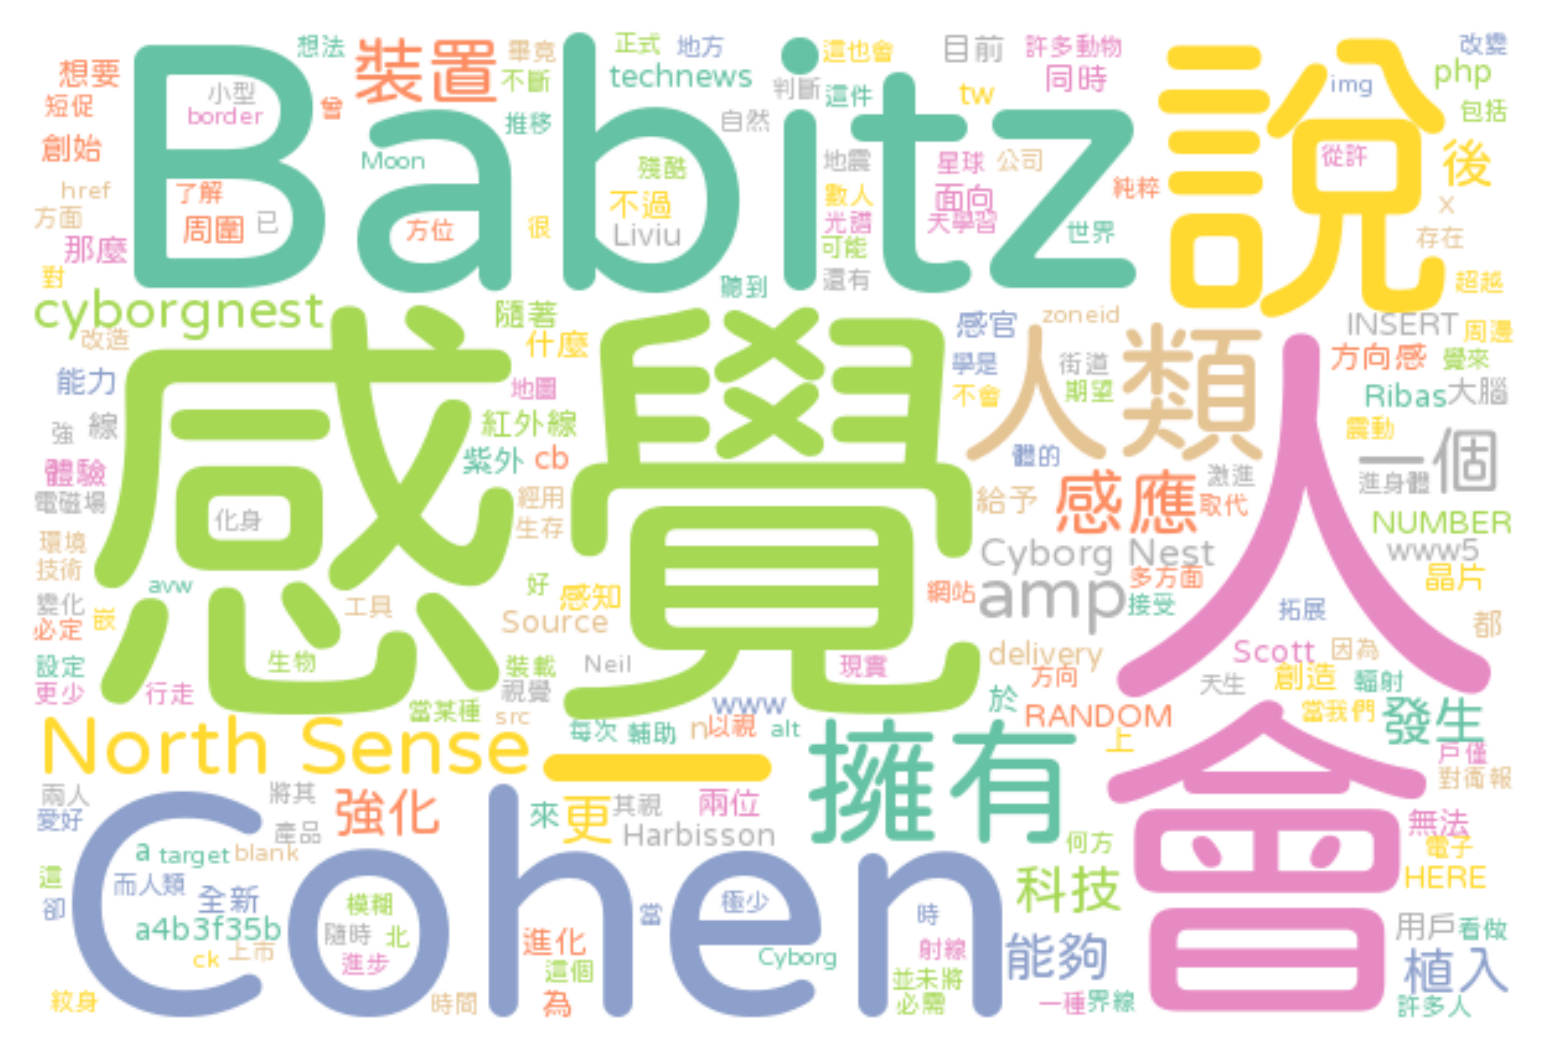 想法
裝置
畢竟
正式
地方
這也會
目前
許多動物
改變
想要
小型
不斷
technews
判斷
這件
tw
同時
img
php
短促
border
曾
推移
自然
包括
Babitz
說
創始
Moon
殘酷
地震
星球
公司
從許
後
href
了解
不過
數人
面向
純粹
x
方面
周圍
已
方位
很
Liviu
光譜
天學習
世界
存在
那麼
可能
對
聽到
還有
超越
cyborgnest
隨著
感官
zoneid
INSERT
周邊
改造
什麼
學是
街道
方向感
覺來
能力
地圖
不會
期望
Ribas
大腦
人類
強
線
紅外線
震動
感覺
人
體驗
紫外
cb
體的
一個
電磁場
經用
給予
感應
激進
取代
進身體
化身
生存
NUMBER
環境
技術
Cyborg Nest
www5
avw
好
感知
網站
amp
多方面
晶片
變化
嵌
工具
接受
拓展
必定
Source
都
設定
生物
裝載
Neil
現實
delivery
Scott
因為
更少
行走
視覺
方向
天生
創造
輻射
當某種
src
www
於
RANDOM
當我們
發生
North Sense
一
每次
輔助
n
以視
alt
擁有
上
戶僅
會
對衛報
兩人
將其
強化
來
更
其視
兩位
愛好
產品
Harbisson
無法
Cohen
a
target
blank
何方
電子
這
而人類
科技
HERE
卻
全新
模糊
當
極少
時
a4b3f35b
隨時
北
進化
用戶
看做
ck
上市
進步
這個
Cyborg
射線
能夠
植入
並未將
紋身
時間
為
必需
一種
界線
許多人